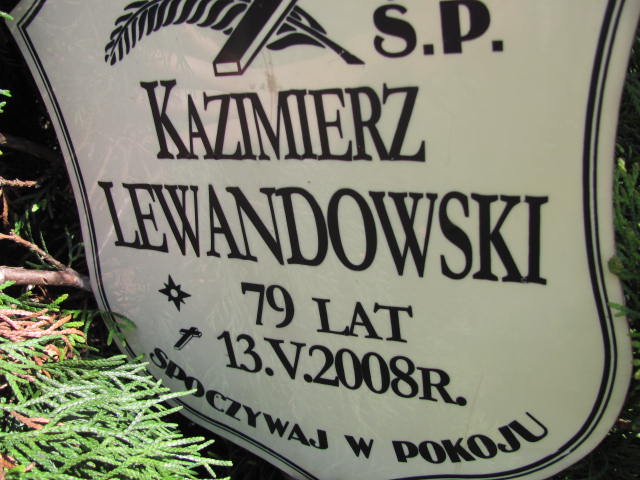 Ś.P.
KAZIMIERZ
LEWANDOWSKI
79 LAT
13.V.2008R.
SPOCZYWAJ W POKOJU